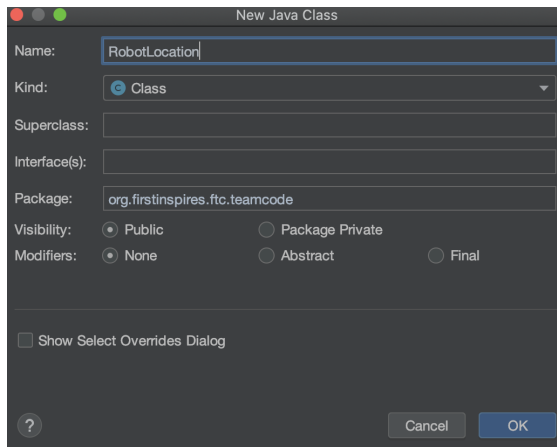 New Java Class
Name: RobotLocation
Kind: C Class
Superclass:
Interface(s):
Package: org.firstinspires.ftc.teamcode
Visibility: Public Package Private
Modifiers: None Abstract Final
Show Select Overrides Dialog
? Cancel OK